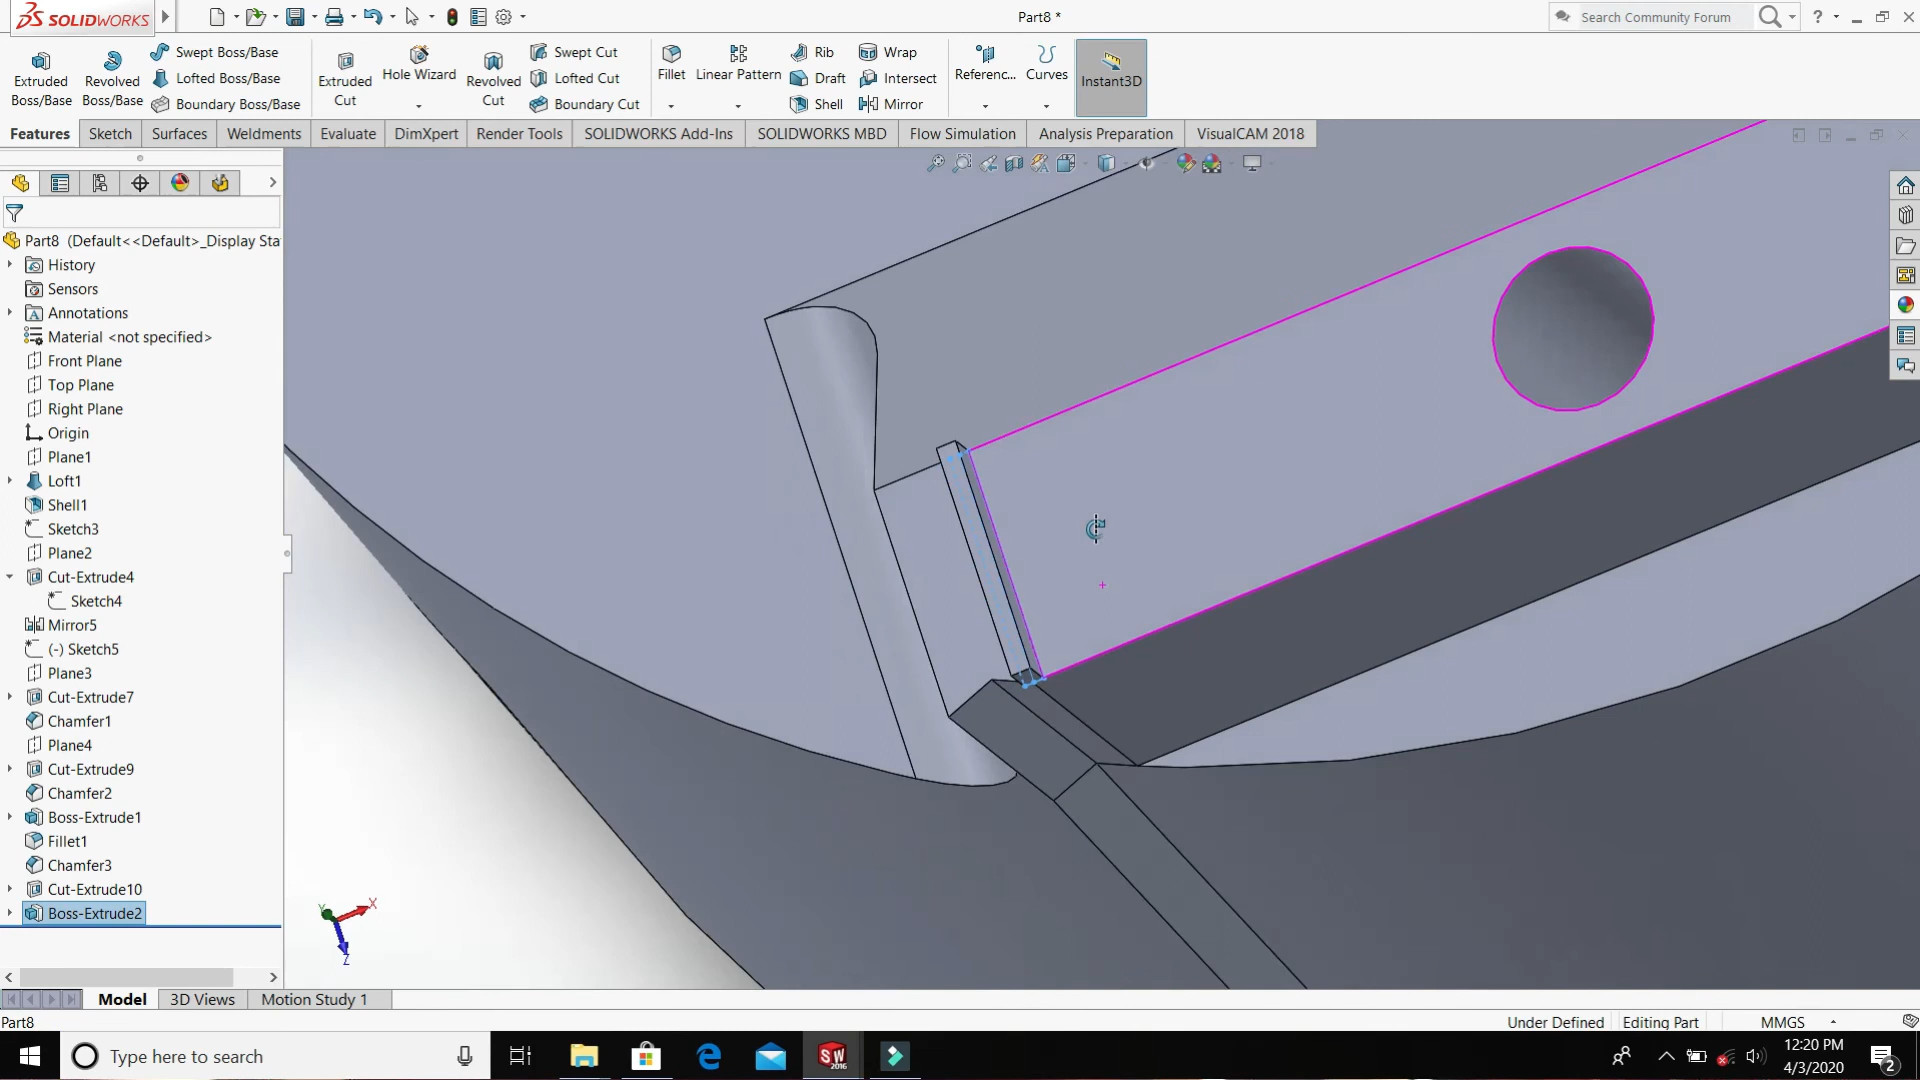 SOLIDWORKS
Part8 *
Search Community Forum
?
Extruded Boss/Base
Revolved Boss/Base
Swept Boss/Base
Lofted Boss/Base
Boundary Boss/Base
Extruded Cut
Hole Wizard
Revolved Cut
Swept Cut
Lofted Cut
Boundary Cut
Fillet
Linear Pattern
Rib
Draft
Shell
Wrap
Intersect
Mirror
Referenc...
Curves
Instant3D
Features
Sketch
Surfaces
Weldments
Evaluate
DimXpert
Render Tools
SOLIDWORKS Add-Ins
SOLIDWORKS MBD
Flow Simulation
Analysis Preparation
VisualCAM 2018
Part8 (Default<<Default>_Display Sta
History
Sensors
Annotations
Material <not specified>
Front Plane
Top Plane
Right Plane
Origin
Plane1
Loft1
Shell1
Sketch3
Plane2
Cut-Extrude4
Sketch4
Mirror5
(-) Sketch5
Plane3
Cut-Extrude7
Chamfer1
Plane4
Cut-Extrude9
Chamfer2
Boss-Extrude1
Fillet1
Chamfer3
Cut-Extrude10
Boss-Extrude2
Y
X
Z
Model
3D Views
Motion Study 1
Part8
Under Defined
Editing Part
MMGS
Type here to search
SW
2016
12:20 PM
4/3/2020
2